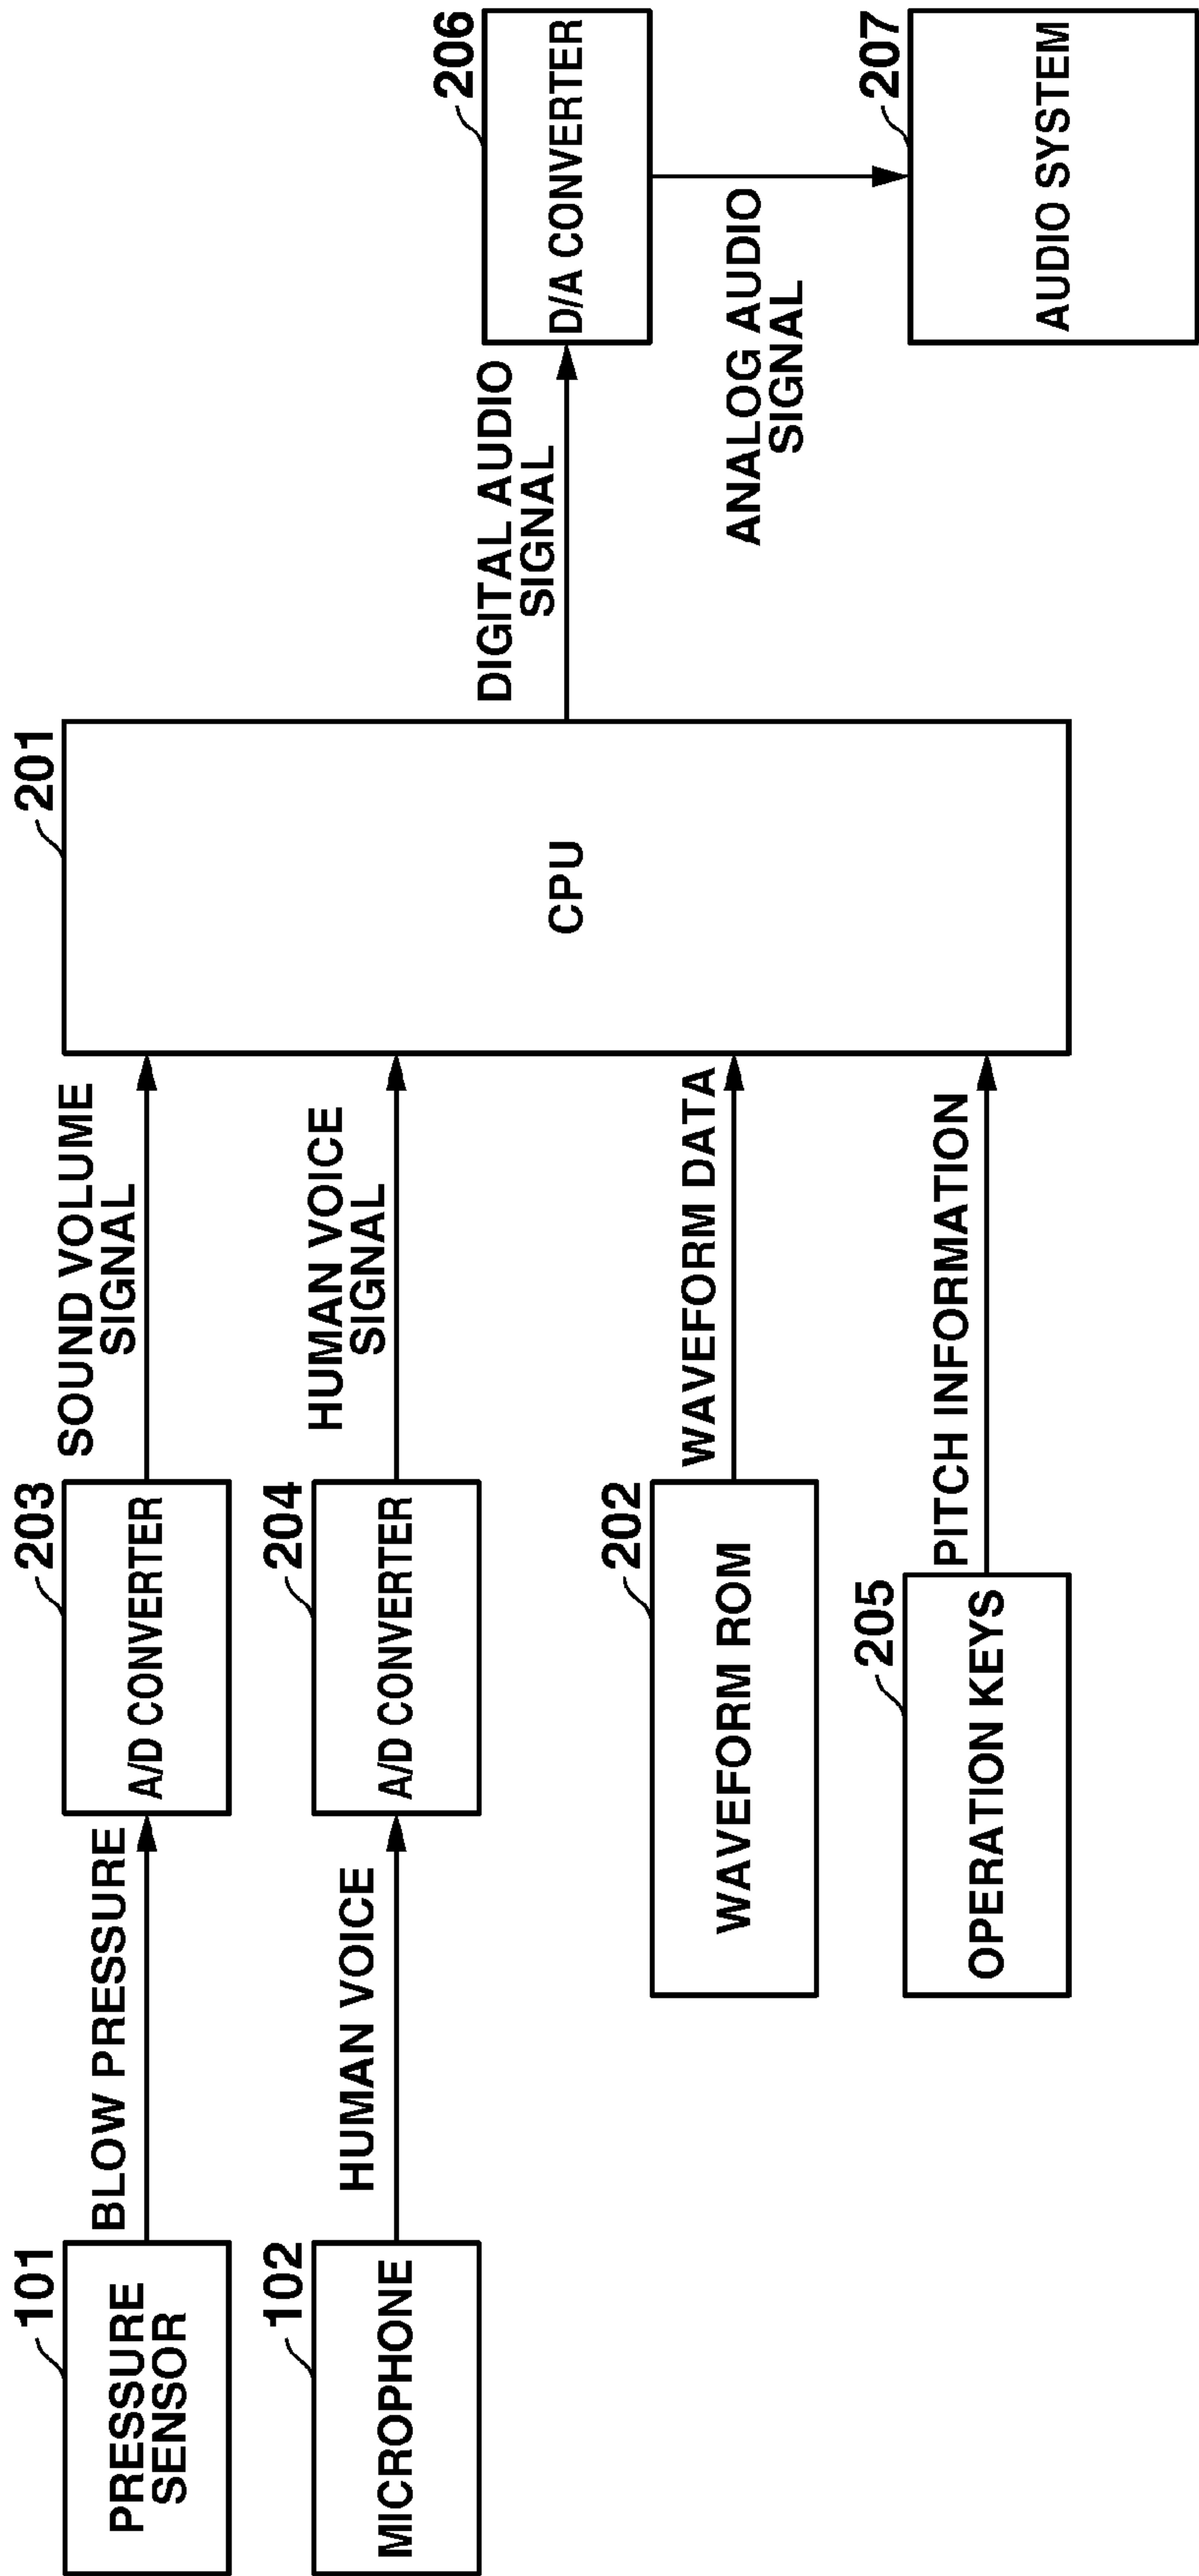 101
PRESSURE
SENSOR
BLOW PRESSURE
203
A/D CONVERTER
SOUND VOLUME
SIGNAL
102
MICROPHONE
HUMAN VOICE
204
A/D CONVERTER
HUMAN VOICE
SIGNAL
202
WAVEFORM ROM
WAVEFORM DATA
205
OPERATION KEYS
PITCH INFORMATION
201
CPU
DIGITAL AUDIO
SIGNAL
206
D/A CONVERTER
ANALOG AUDIO
SIGNAL
207
AUDIO SYSTEM